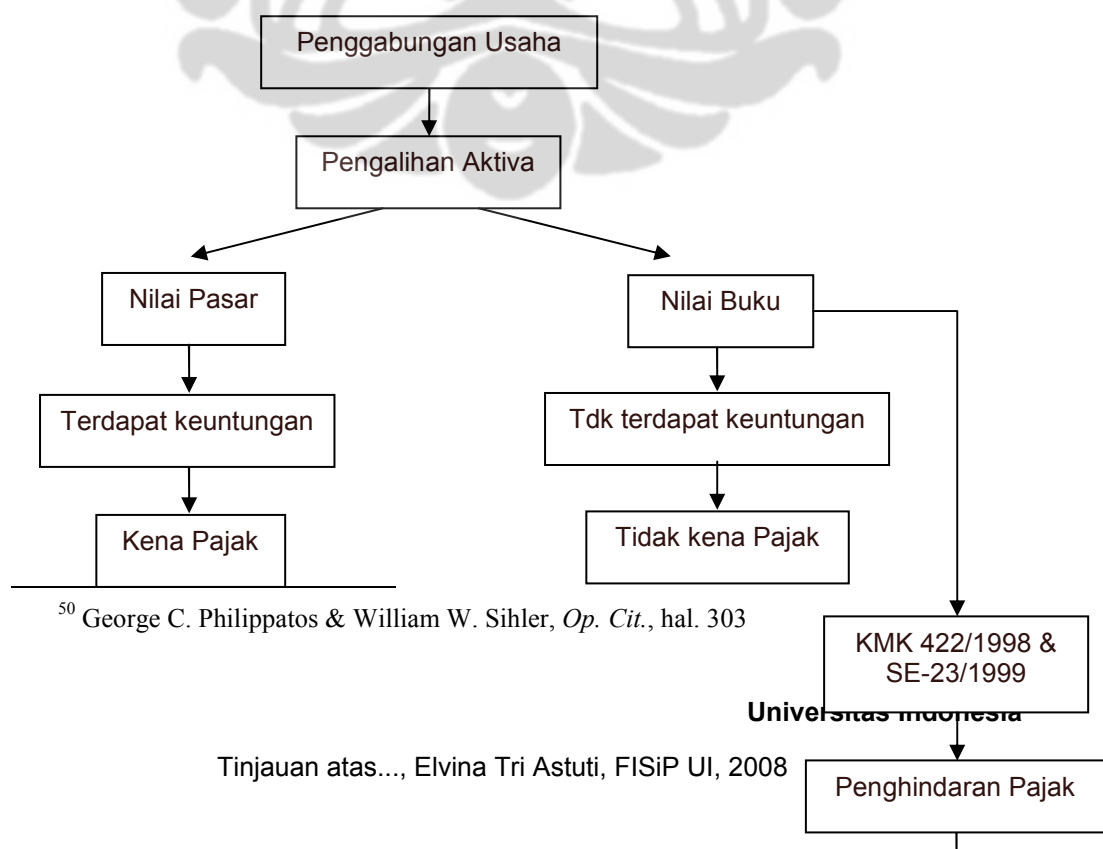 Penggabungan Usaha
Pengalihan Aktiva
Nilai Pasar
Nilai Buku
Terdapat keuntungan
Tdk terdapat keuntungan
Kena Pajak
Tidak kena Pajak
50 George C. Philippatos & William W. Sihler, Op. Cit., hal. 303
KMK 422/1998 &
SE-23/1999
Universitas Indonesia
Tinjauan atas..., Elvina Tri Astuti, FISiP UI, 2008
Penghindaran Pajak